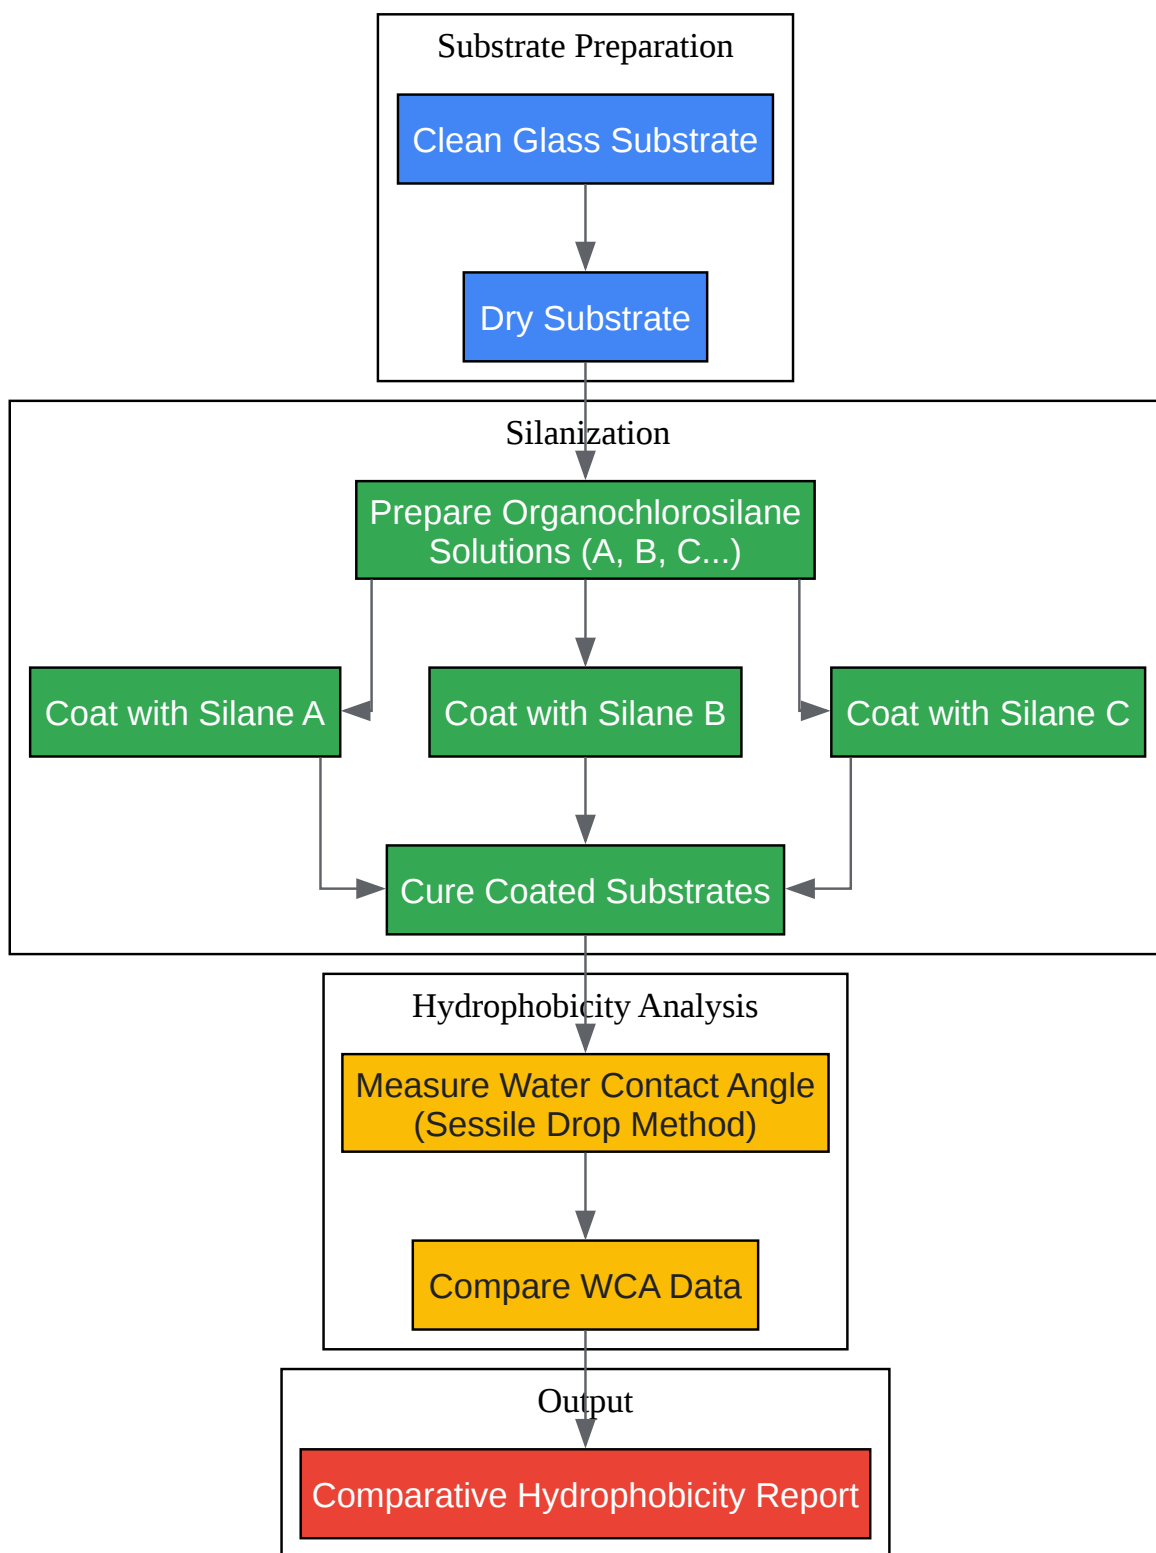 Substrate Preparation
Clean Glass Substrate
Dry Substrate
Silanization
Prepare Organochlorosilane
Solutions (A, B, C...)
Coat with Silane A
Coat with Silane B
Coat with Silane C
Cure Coated Substrates
Hydrophobicity Analysis
Measure Water Contact Angle
(Sessile Drop Method)
Compare WCA Data
Output
Comparative Hydrophobicity Report